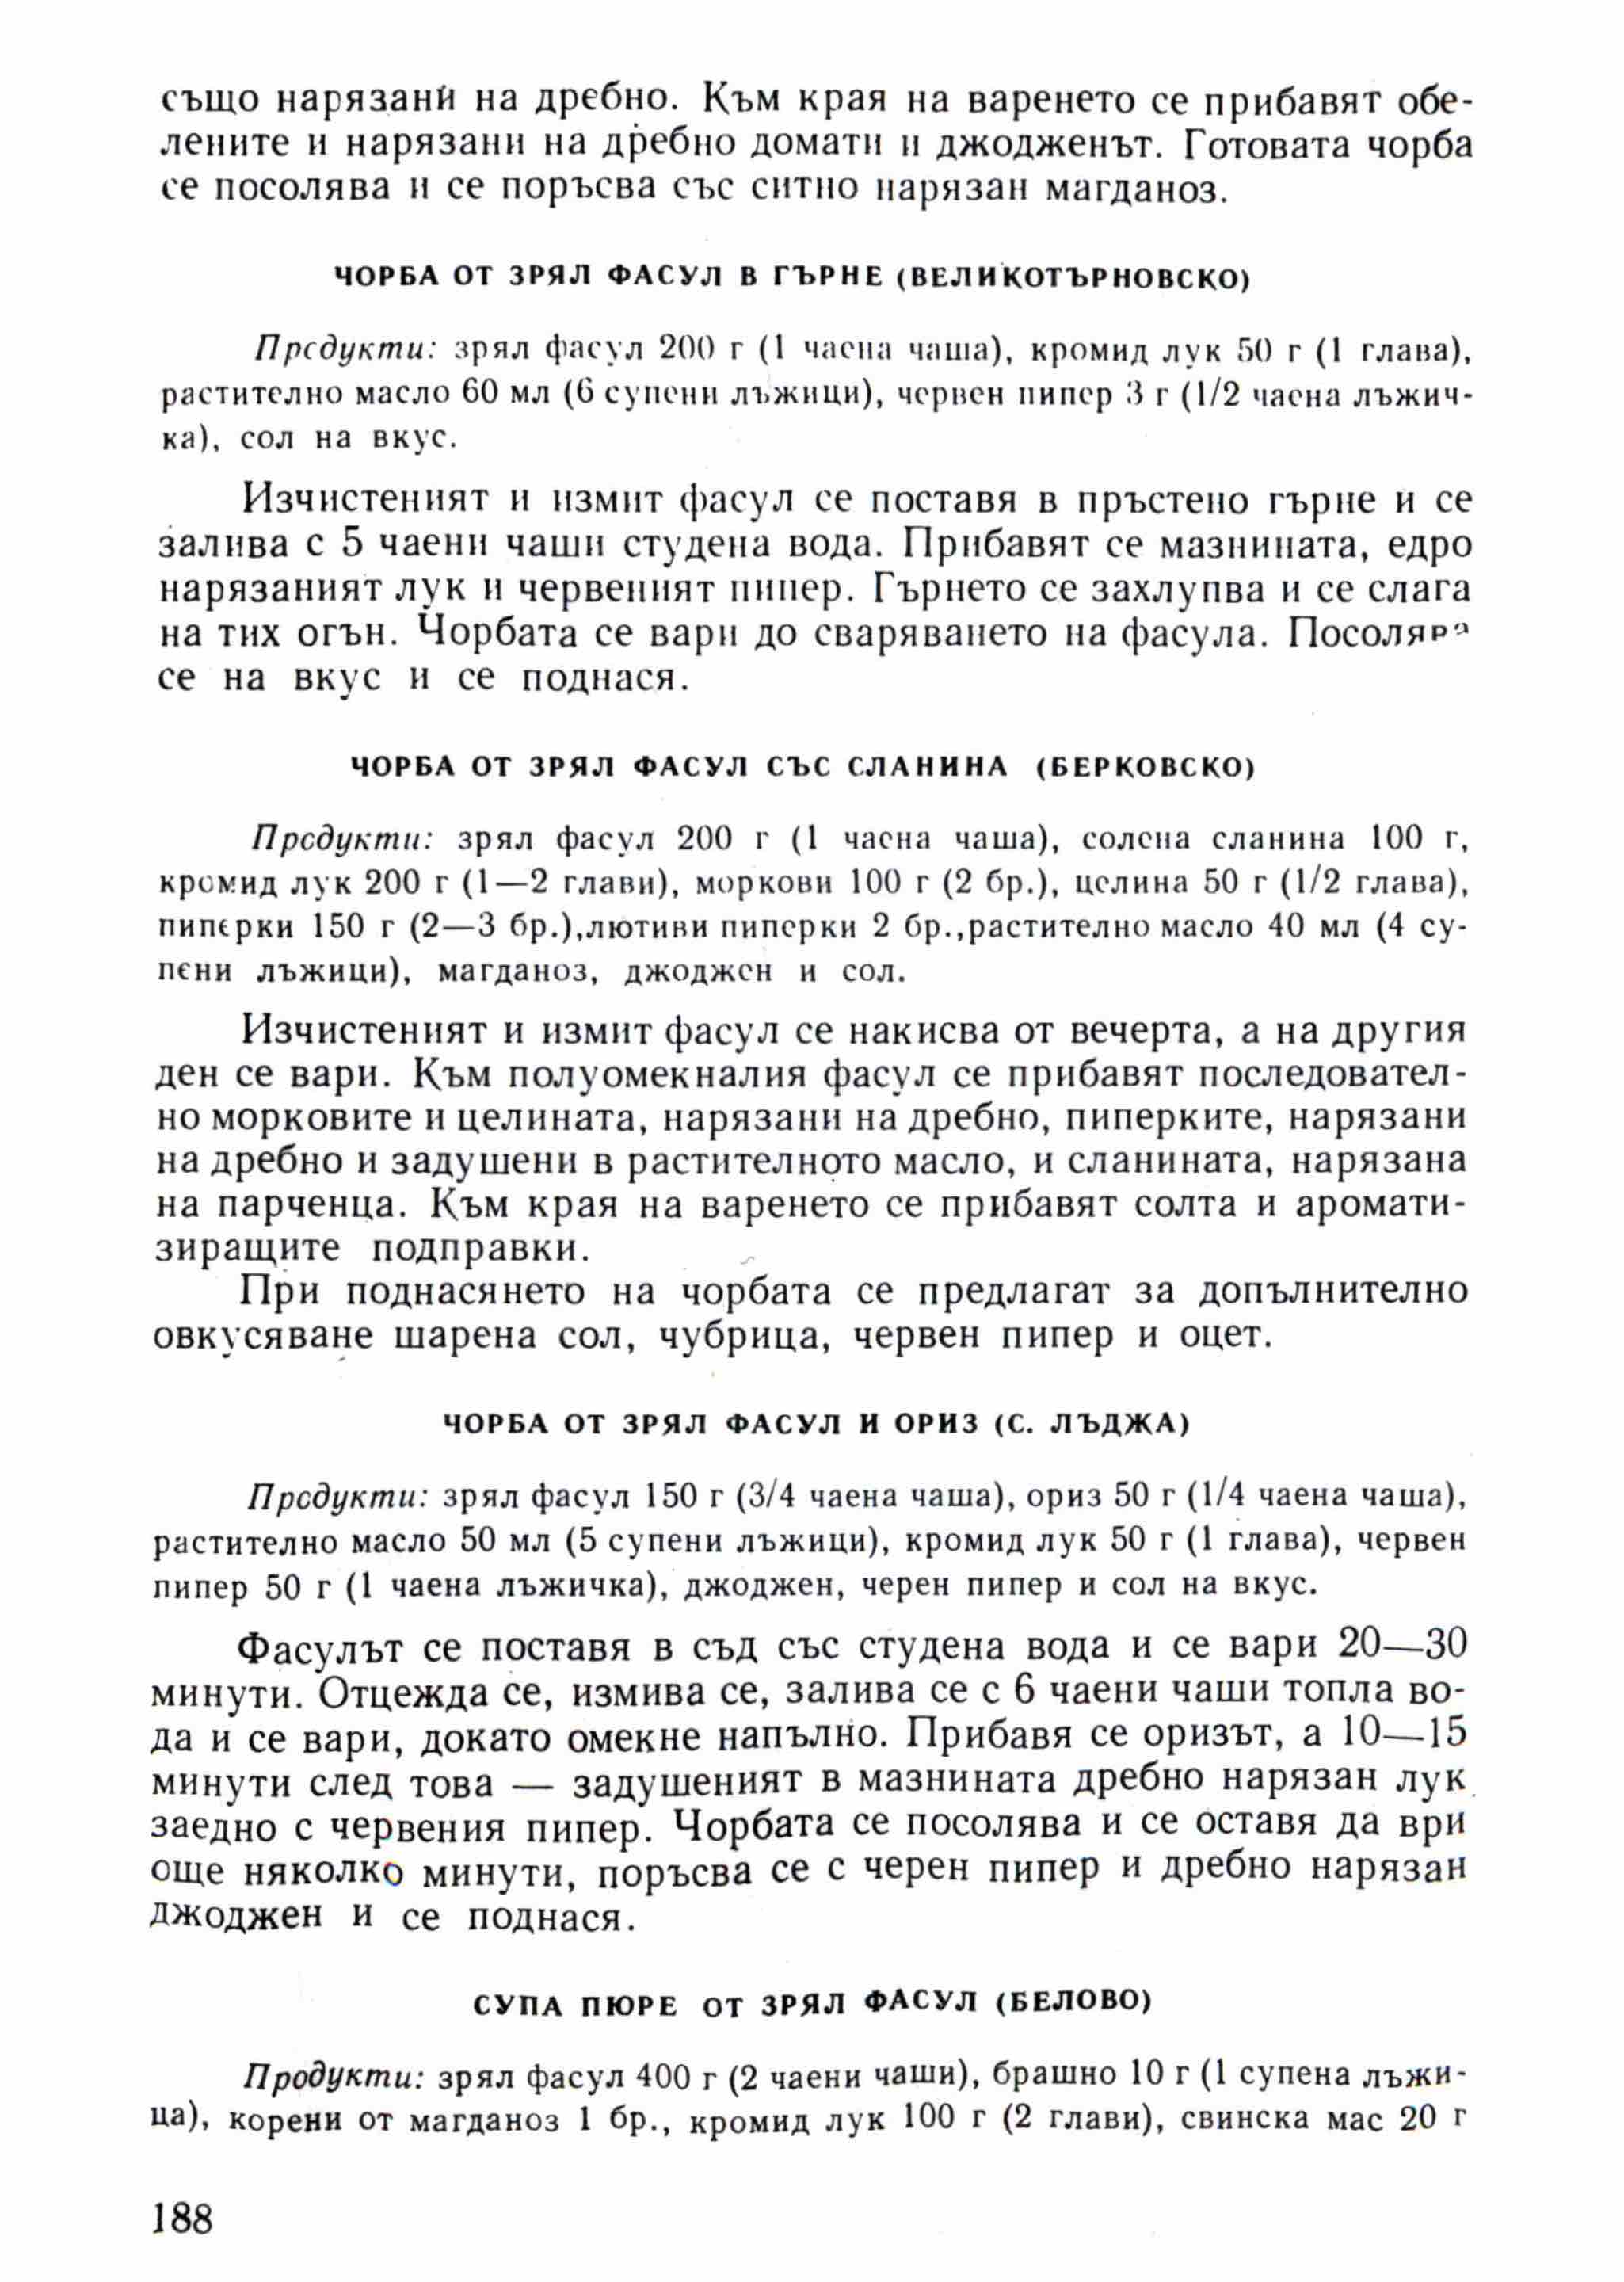 също нарязани на дребно. Към края на варенето се прибавят обе-
лените и нарязани на дребно домати и джодженът. Готовата чорба
се посолява и се поръсва със ситно нарязан магданоз.
ЧОРБА ОТ ЗРЯЛ ФАСУЛ В ГЪРНЕ (ВЕЛИКОТЪРНОВСКО)
Продукти: зрял фасул 200 г (1 чаена чаша), кромид лук 50 г (1 глава),
растително масло 60 мл (6 супени лъжици), червен пипер 3 г (1/2 чаена лъжич-
ка), сол на вкус.
Изчистеният и измит фасул се поставя в пръстено гърне и се
залива с 5 чаени чаши студена вода. Прибавят се мазнината, едро
нарязаният лук и червеният пипер. Гърнето се захлупва и се слага
на тих огън. Чорбата се вари до сваряването на фасула. Посолява
се на вкус и се поднася.
ЧОРБА ОТ ЗРЯЛ ФАСУЛ СЪС СЛАНИНА (БЕРКОВСКО)
Продукти: зрял фасул 200 г (1 чаена чаша), солена сланина 100 г,
кромид лук 200 г (1—2 глави), моркови 100 г (2 бр.), целина 50 г (1/2 глава),
пиперки 150 г (2—3 бр.),лютиви пиперки 2 бр.,растително масло 40 мл (4 су-
пени лъжици), магданоз, джоджен и сол.
Изчистеният и измит фасул се накисва от вечерта, а на другия
ден се вари. Към полуомекналия фасул се прибавят последовател-
но морковите и целината, нарязани на дребно, пиперките, нарязани
на дребно и задушени в растителното масло, и сланината, нарязана
на парченца. Към края на варенето се прибавят солта и аромати-
зиращите подправки.
При поднасянето на чорбата се предлагат за допълнително
овкусяване шарена сол, чубрица, червен пипер и оцет.
ЧОРБА ОТ ЗРЯЛ ФАСУЛ И ОРИЗ (С. ЛЪДЖА)
Продукти: зрял фасул 150 г (3/4 чаена чаша), ориз 50 г (1/4 чаена чаша),
растително масло 50 мл (5 супени лъжици), кромид лук 50 г (1 глава), червен
пипер 50 г (1 чаена лъжичка), джоджен, черен пипер и сол на вкус.
Фасулът се поставя в съд със студена вода и се вари 20—30
минути. Отцежда се, измива се, залива се с 6 чаени чаши топла во-
да и се вари, докато омекне напълно. Прибавя се оризът, а 10—15
минути след това — задушеният в мазнината дребно нарязан лук
заедно с червения пипер. Чорбата се посолява и се оставя да ври
още няколко минути, поръсва се с черен пипер и дребно нарязан
джоджен и се поднася.
СУПА ПЮРЕ ОТ ЗРЯЛ ФАСУЛ (БЕЛОВО)
Продукти: зрял фасул 400 г (2 чаени чаши), брашно 10 г (1 супена лъжи-
ца), корени от магданоз 1 бр., кромид лук 100 г (2 глави), свинска мас 20 г
188